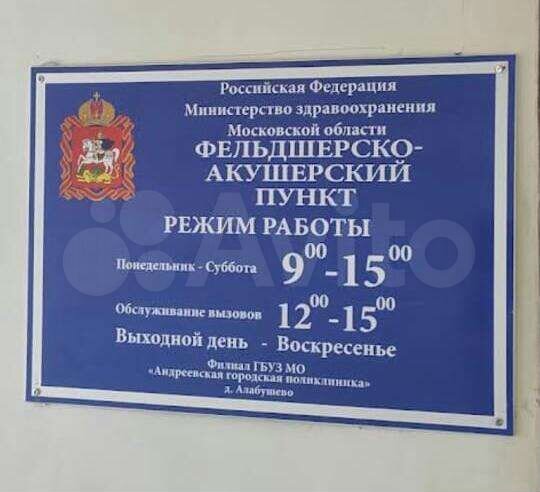 Российская Федерация
Министерство здравоохранения
Московской области
ФЕЛЬДШЕРСКО-
АКУШЕРСКИЙ
ПУНКТ
РЕЖИМ РАБОТЫ
Понедельник - Суббота 9⁰⁰-15⁰⁰
Обслуживание вызовов 12⁰⁰-15⁰⁰
Выходной день - Воскресенье
Филиал ГБУЗ МО
«Андреевская городская поликлиника»
д. Алабушево
Avito